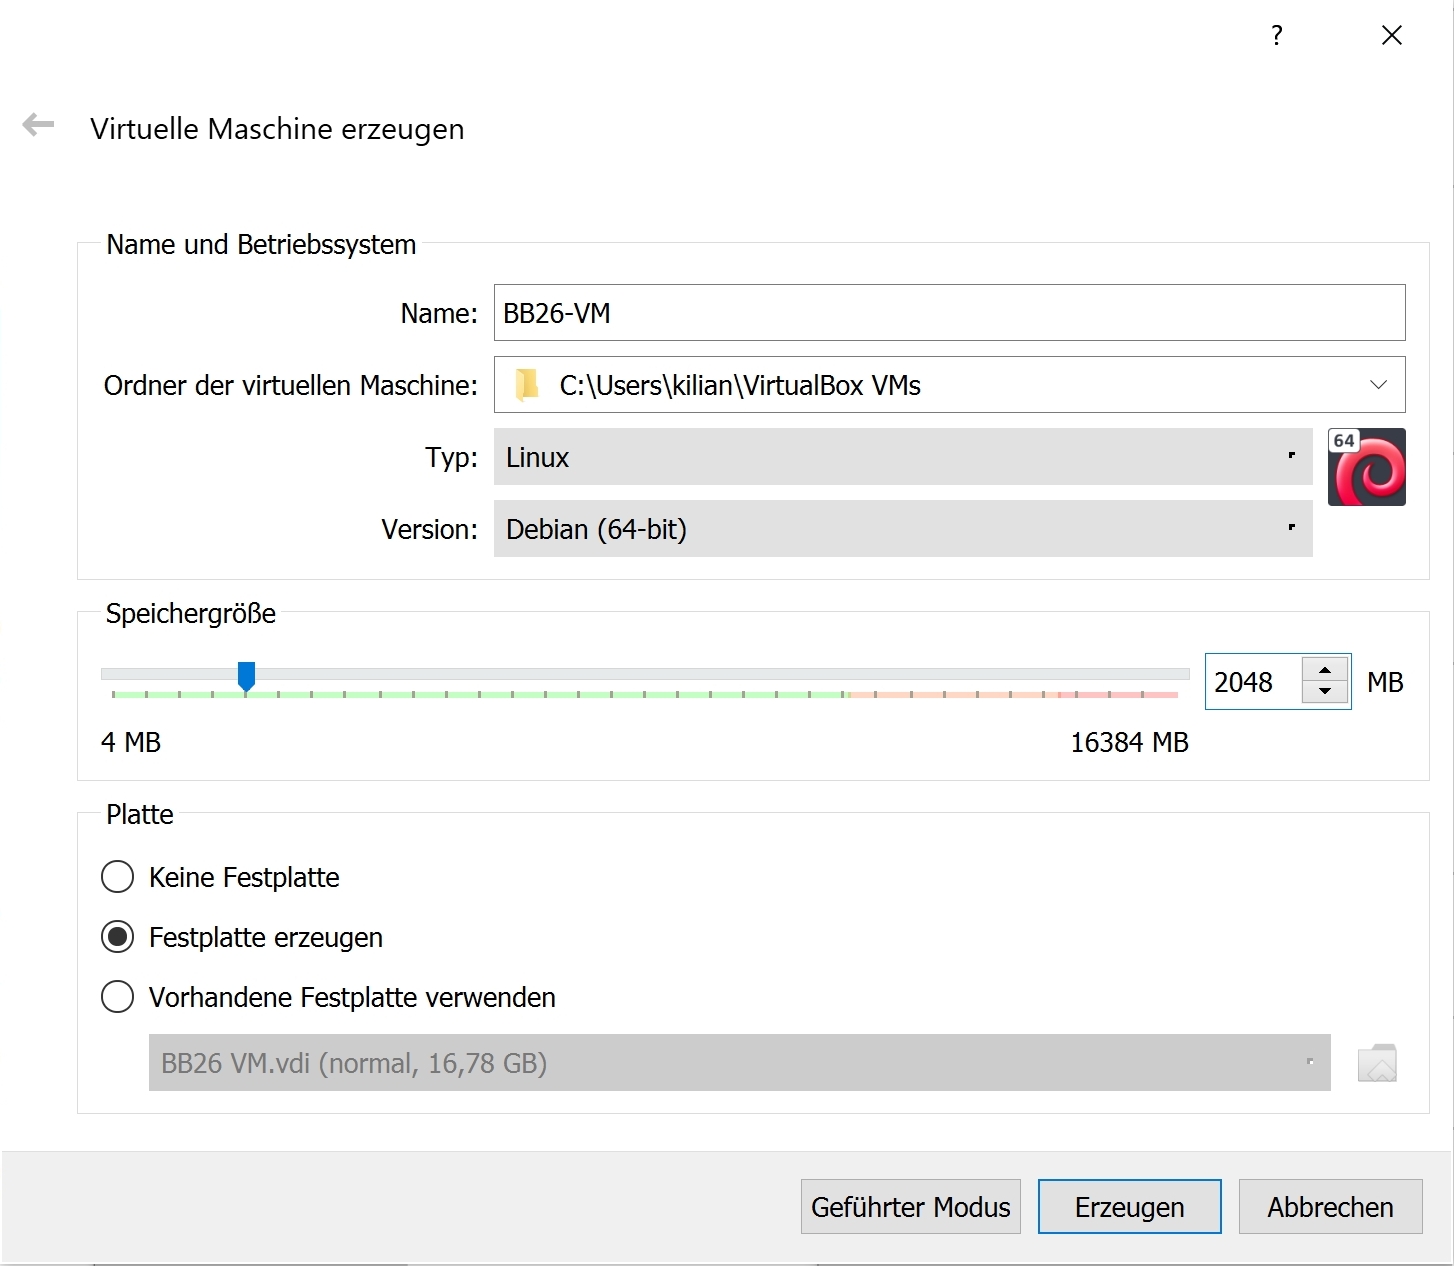 ?
Virtuelle Maschine erzeugen
Name und Betriebssystem
Name: BB26-VM
Ordner der virtuellen Maschine: C:\Users\kilian\VirtualBox VMs
Typ: Linux
64
Version: Debian (64-bit)
Speichergröße
2048 MB
4 MB 16384 MB
Platte
Keine Festplatte
Festplatte erzeugen
Vorhandene Festplatte verwenden
BB26 VM.vdi (normal, 16,78 GB)
Geführter Modus Erzeugen Abbrechen